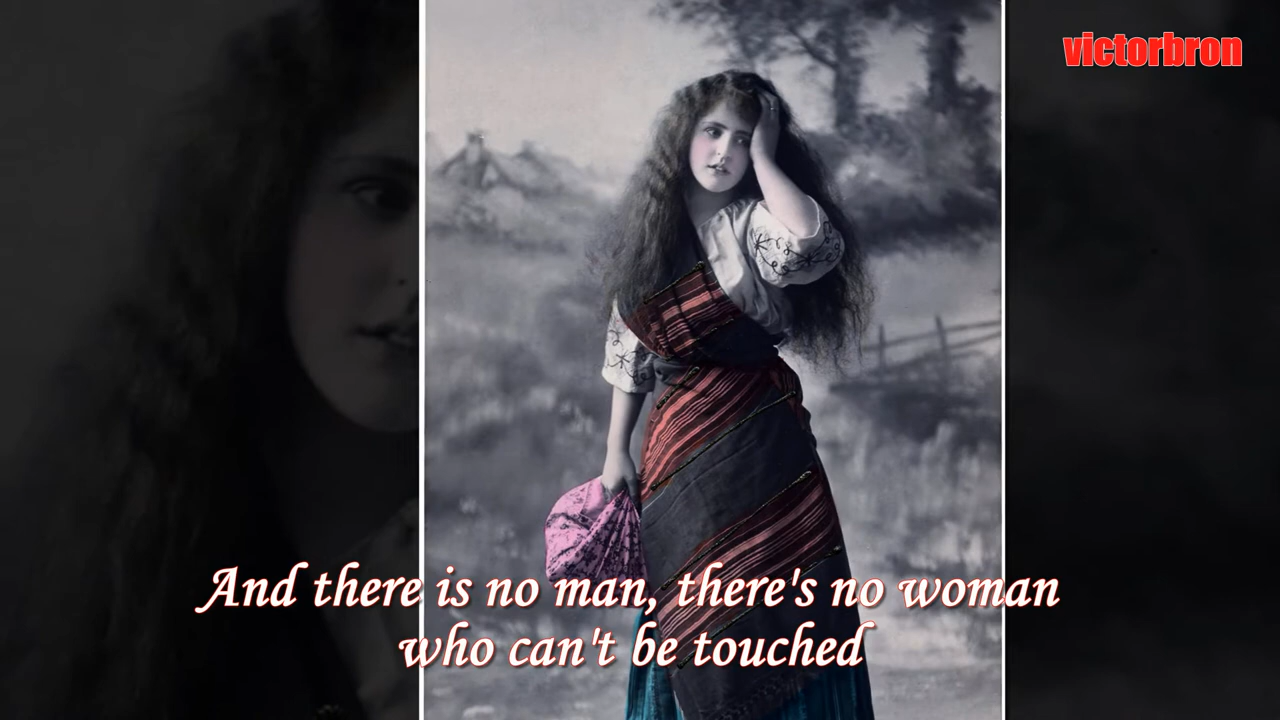 victorbron
And there is no man, there's no woman
who can't be touched